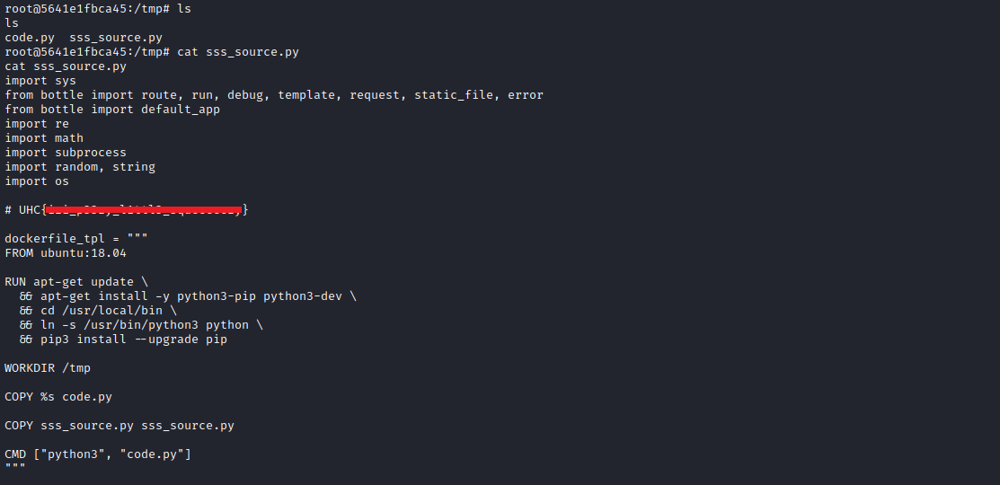 root@5641e1fbca45:/tmp# ls
ls
code.py  sss_source.py
root@5641e1fbca45:/tmp# cat sss_source.py
cat sss_source.py
import sys
from bottle import route, run, debug, template, request, static_file, error
from bottle import default_app
import re
import math
import subprocess
import random, string
import os
# UHC{}
dockerfile_tpl = """
FROM ubuntu:18.04
RUN apt-get update \
  && apt-get install -y python3-pip python3-dev \
  && cd /usr/local/bin \
  && ln -s /usr/bin/python3 python \
  && pip3 install --upgrade pip
WORKDIR /tmp
COPY %s code.py
COPY sss_source.py sss_source.py
CMD ["python3", "code.py"]
"""